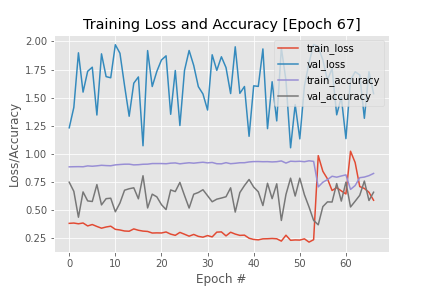 Training Loss and Accuracy [Epoch 67]
train_loss
val_loss
train_accuracy
val_accuracy
2.00
1.75
1.50
1.25
1.00
0.75
0.50
0.25
Loss/Accuracy
0 10 20 30 40 50 60
Epoch #